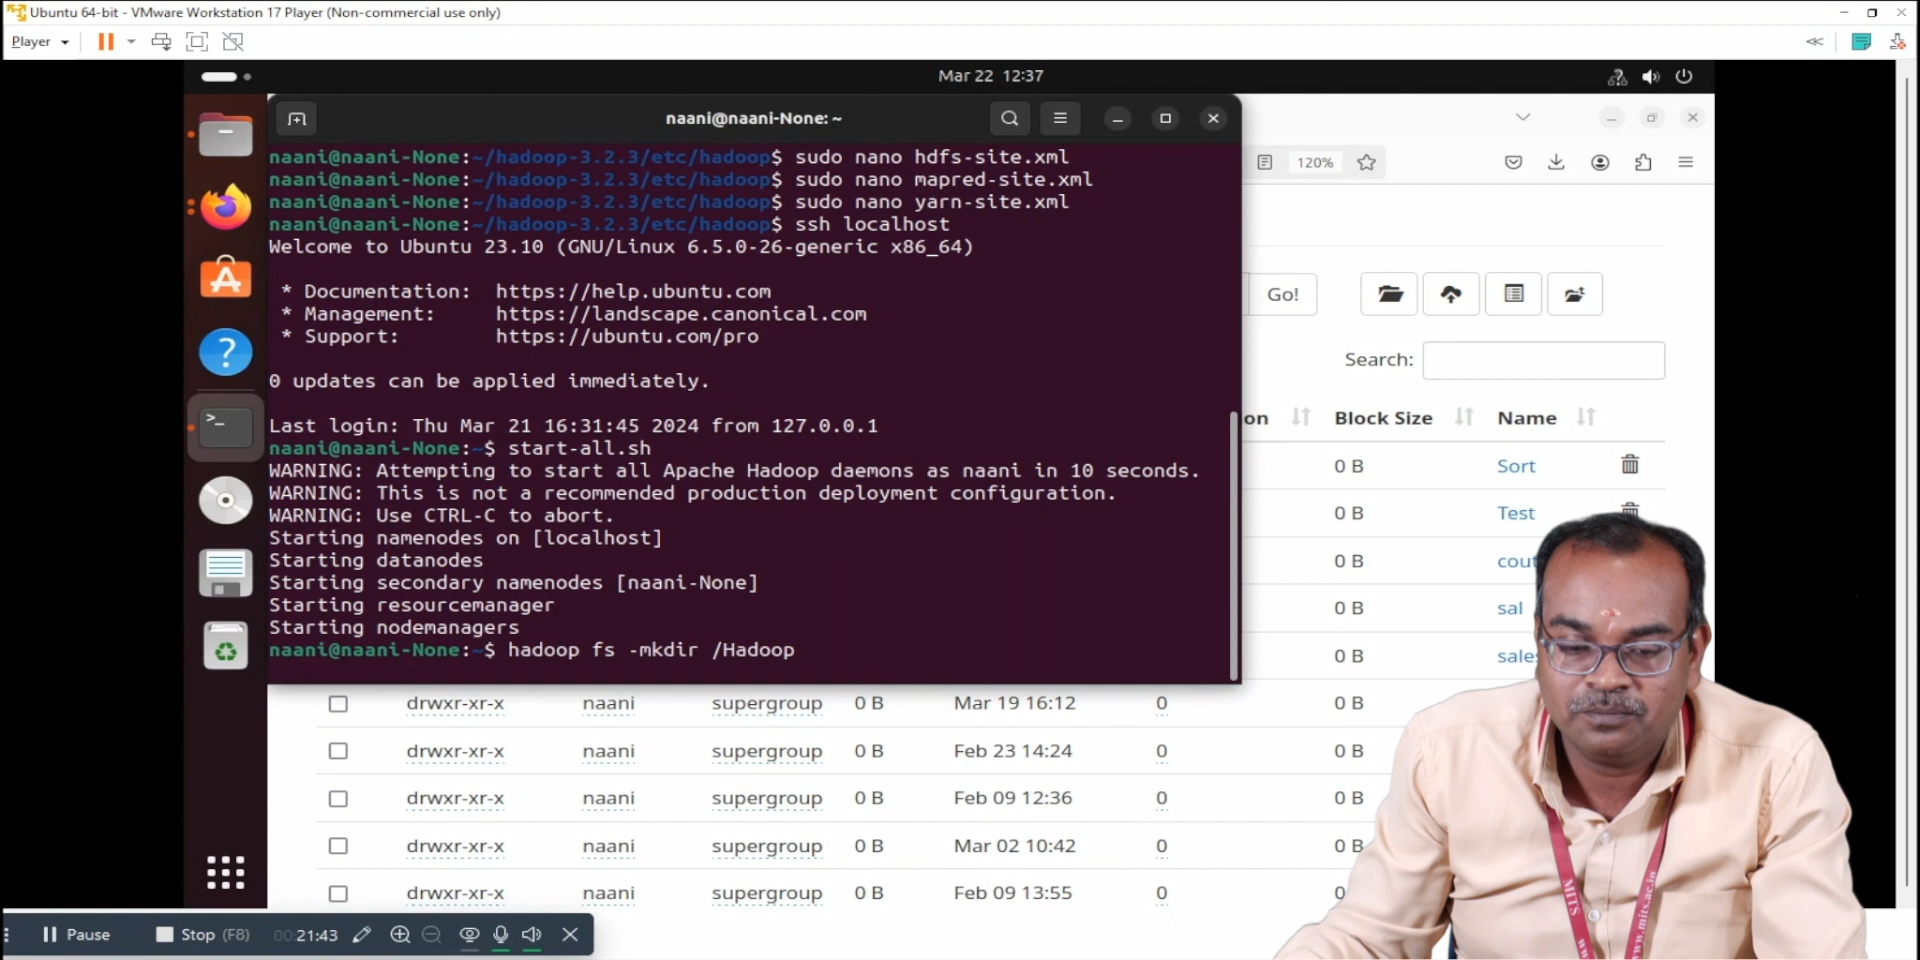 Ubuntu 64-bit - VMware Workstation 17 Player (Non-commercial use only)
Player
Mar 22 12:37
naani@naani-None: ~
naani@naani-None:~/hadoop-3.2.3/etc/hadoop$ sudo nano hdfs-site.xml
naani@naani-None:~/hadoop-3.2.3/etc/hadoop$ sudo nano mapred-site.xml
naani@naani-None:~/hadoop-3.2.3/etc/hadoop$ sudo nano yarn-site.xml
naani@naani-None:~/hadoop-3.2.3/etc/hadoop$ ssh localhost
Welcome to Ubuntu 23.10 (GNU/Linux 6.5.0-26-generic x86_64)
* Documentation: https://help.ubuntu.com
* Management: https://landscape.canonical.com
* Support: https://ubuntu.com/pro
0 updates can be applied immediately.
Last login: Thu Mar 21 16:31:45 2024 from 127.0.0.1
naani@naani-None:~$ start-all.sh
WARNING: Attempting to start all Apache Hadoop daemons as naani in 10 seconds.
WARNING: This is not a recommended production deployment configuration.
WARNING: Use CTRL-C to abort.
Starting namenodes on [localhost]
Starting datanodes
Starting secondary namenodes [naani-None]
Starting resourcemanager
Starting nodemanagers
naani@naani-None:~$ hadoop fs -mkdir /Hadoop
120%
Go!
Search:
on Block Size Name
0 B Sort
0 B Test
0 B cout
0 B sal
0 B sales
drwxr-xr-x naani supergroup 0 B Mar 19 16:12 0 0 B
drwxr-xr-x naani supergroup 0 B Feb 23 14:24 0 0 B
drwxr-xr-x naani supergroup 0 B Feb 09 12:36 0 0 B
drwxr-xr-x naani supergroup 0 B Mar 02 10:42 0 0 B
drwxr-xr-x naani supergroup 0 B Feb 09 13:55 0 0
Pause Stop (F8) 00:21:43
MITS
www.mits.ac.in